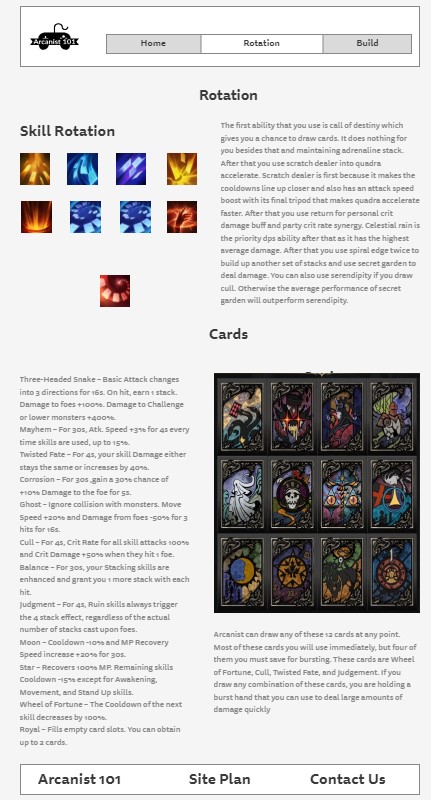 Arcanist 101
Home
Rotation
Build
Rotation
Skill Rotation
The first ability that you use is call of destiny which
gives you a chance to draw cards. It does nothing for
you besides that and maintaining adrenaline stack.
After that you use scratch dealer into quadra
accelerate. Scratch dealer is first because it makes the
cooldowns line up closer and also has an attack speed
boost with its final tripod that makes quadra accelerate
faster. After that you use return for personal crit
damage buff and party crit rate synergy. Celestial rain is
the priority dps ability after that as it has the highest
average damage. After that you use spiral edge twice to
build up another set of stacks and use secret garden to
deal damage. You can also use serendipity if you draw
cull. Otherwise the average performance of secret
garden will outperform serendipity.
Cards
Three-Headed Snake – Basic Attack changes
into 3 directions for 16s. On hit, earn 1 stack.
Damage to foes +100%. Damage to Challenge
or lower monsters +400%.
Mayhem – For 30s, Atk. Speed +3% for 4s every
time skills are used, up to 15%.
Twisted Fate – For 4s, your skill Damage either
stays the same or increases by 40%.
Corrosion – For 30s ,gain a 30% chance of
+10% Damage to the foe for 5s.
Ghost – Ignore collision with monsters. Move
Speed +20% and Damage from foes -50% for 3
hits for 16s.
Cull – For 4s, Crit Rate for all skill attacks 100%
and Crit Damage +50% when they hit 1 foe.
Balance – For 30s, your Stacking skills are
enhanced and grant you 1 more stack with each
hit.
Judgment – For 4s, Ruin skills always trigger
the 4 stack effect, regardless of the actual
number of stacks cast upon foes.
Moon – Cooldown -10% and MP Recovery
Speed increase +20% for 30s.
Star – Recovers 100% MP. Remaining skills
Cooldown -15% except for Awakening,
Movement, and Stand Up skills.
Wheel of Fortune – The Cooldown of the next
skill decreases by 100%.
Royal – Fills empty card slots. You can obtain
up to 2 cards.
Arcanist can draw any of these 12 cards at any point.
Most of these cards you will use immediately, but four of
them you must save for bursting. These cards are Wheel
of Fortune, Cull, Twisted Fate, and Judgement. If you
draw any combination of these cards, you are holding a
burst hand that you can use to deal large amounts of
damage quickly
Arcanist 101
Site Plan
Contact Us